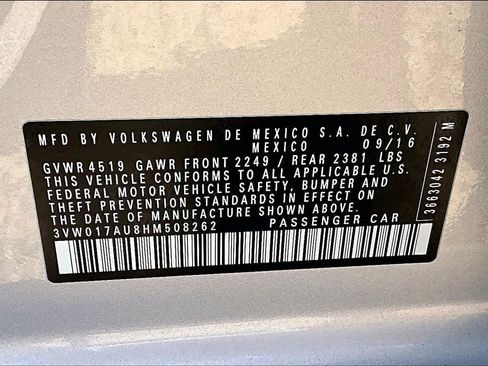 MFD BY VOLKSWAGEN DE MEXICO S.A. DE C.V.
MEXICO 09/16
GVWR 4519 GAWR FRONT 2249 / REAR 2381 LBS
THIS VEHICLE CONFORMS TO ALL APPLICABLE U.S.
FEDERAL MOTOR VEHICLE SAFETY, BUMPER AND
THEFT PREVENTION STANDARDS IN EFFECT ON
THE DATE OF MANUFACTURE SHOWN ABOVE.
3VW017AU8HM508262 PASSENGER CAR
3663042 3192 M